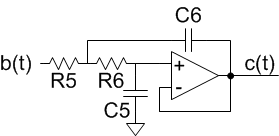 C6
b(t) c(t)
+
R5 R6
-
C5